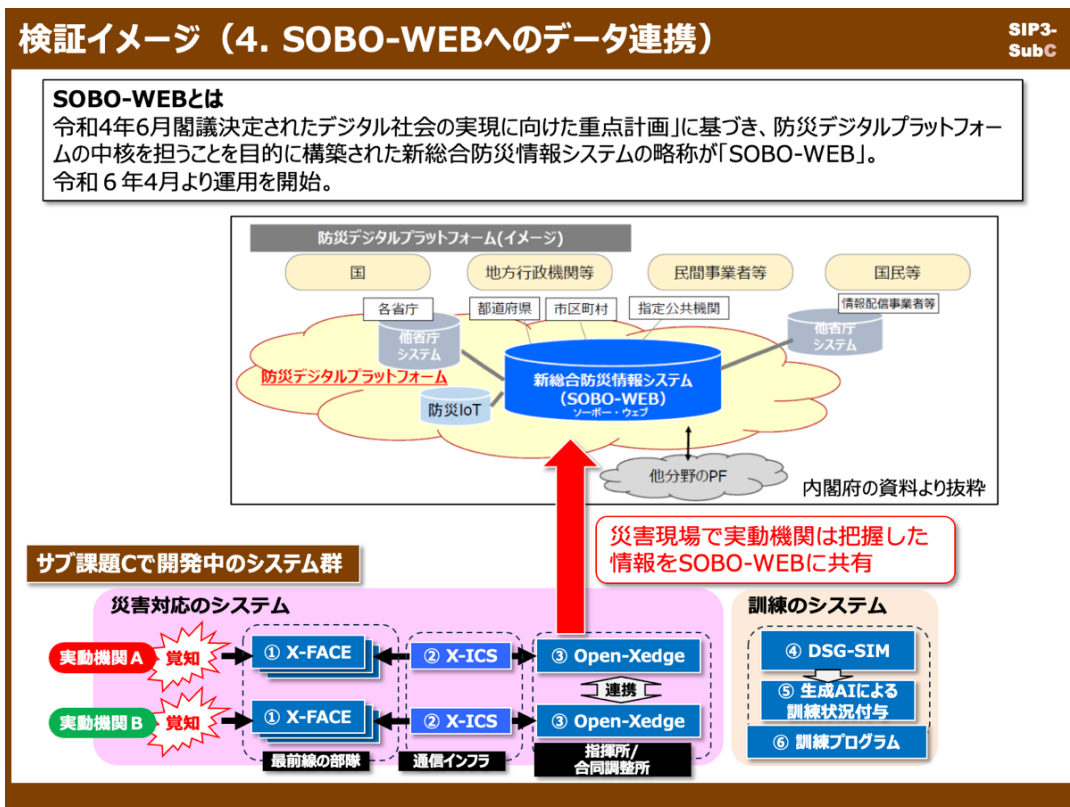 検証イメージ（4. SOBO-WEBへのデータ連携）
SIP3-
SubC
SOBO-WEBとは
令和4年6月閣議決定されたデジタル社会の実現に向けた重点計画」に基づき、防災デジタルプラットフォー
ムの中核を担うことを目的に構築された新総合防災情報システムの略称が「SOBO-WEB」。
令和６年4月より運用を開始。
防災デジタルプラットフォーム(イメージ)
国
地方行政機関等
民間事業者等
国民等
各省庁
都道府県
市区町村
指定公共機関
情報配信事業者等
他省庁
システム
他省庁
システム
防災デジタルプラットフォーム
新総合防災情報システム
（SOBO-WEB）
ソーボー・ウェブ
防災IoT
他分野のPF
内閣府の資料より抜粋
災害現場で実動機関は把握した
情報をSOBO-WEBに共有
サブ課題Cで開発中のシステム群
災害対応のシステム
実動機関A
覚知
① X-FACE
② X-ICS
③ Open-Xedge
連携
実動機関B
覚知
① X-FACE
② X-ICS
③ Open-Xedge
最前線の部隊
通信インフラ
指揮所/
合同調整所
訓練のシステム
④ DSG-SIM
⑤ 生成AIによる
訓練状況付与
⑥ 訓練プログラム